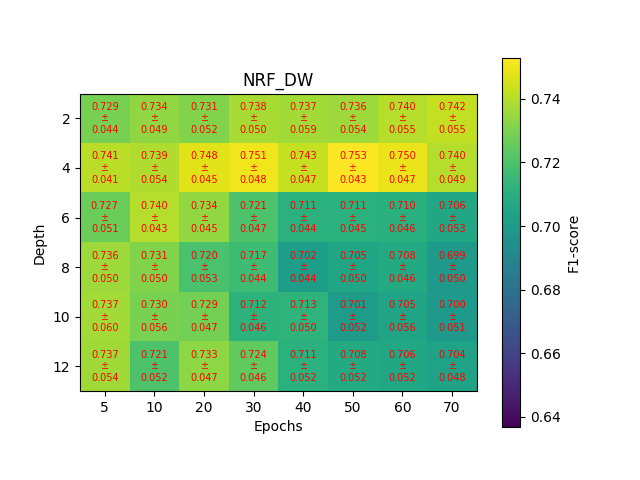 NRF_DW
0.729 0.734 0.731 0.738 0.737 0.736 0.740 0.742
± ± ± ± ± ± ± ±
0.044 0.049 0.052 0.050 0.059 0.054 0.055 0.055
2
0.741 0.739 0.748 0.751 0.743 0.753 0.750 0.740
± ± ± ± ± ± ± ±
0.041 0.054 0.045 0.048 0.047 0.043 0.047 0.049
4
0.727 0.740 0.734 0.721 0.711 0.711 0.710 0.706
± ± ± ± ± ± ± ±
0.051 0.043 0.045 0.047 0.044 0.045 0.046 0.053
6
0.736 0.731 0.720 0.717 0.702 0.705 0.708 0.699
± ± ± ± ± ± ± ±
0.050 0.050 0.053 0.044 0.044 0.050 0.046 0.050
8
0.737 0.730 0.729 0.712 0.713 0.701 0.705 0.700
± ± ± ± ± ± ± ±
0.060 0.056 0.047 0.046 0.050 0.052 0.056 0.051
10
0.737 0.721 0.733 0.724 0.711 0.708 0.706 0.704
± ± ± ± ± ± ± ±
0.054 0.052 0.047 0.046 0.052 0.052 0.052 0.048
12
5 10 20 30 40 50 60 70
Epochs
Depth
0.74
0.72
0.70
0.68
0.66
0.64
F1-score